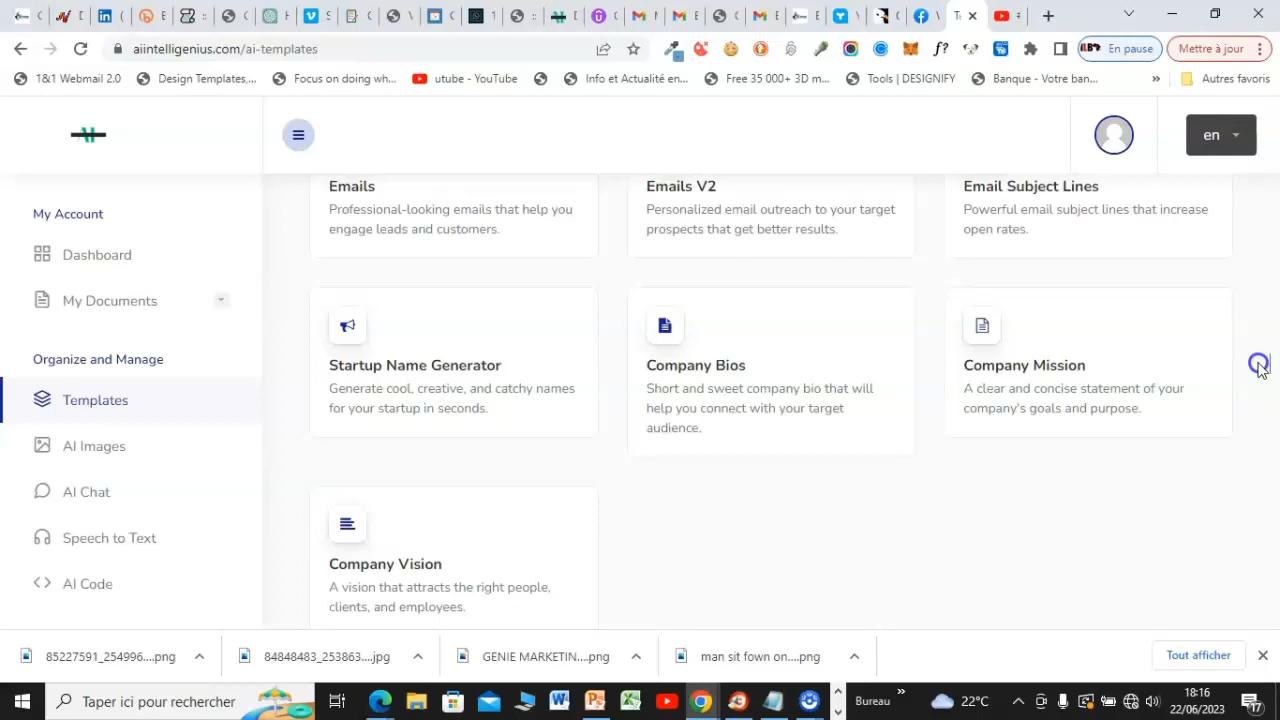 En pause
Mettre à jour
aiintelligenius.com/ai-templates
1&1 Webmail 2.0
Design Templates,...
Focus on doing wh...
utube - YouTube
Info et Actualité en...
Free 35 000+ 3D m...
Tools | DESIGNIFY
Banque - Votre ban...
»
Autres favoris
en
My Account
Dashboard
My Documents
Organize and Manage
Templates
AI Images
AI Chat
Speech to Text
AI Code
Emails
Professional-looking emails that help you
engage leads and customers.
Emails V2
Personalized email outreach to your target
prospects that get better results.
Email Subject Lines
Powerful email subject lines that increase
open rates.
Startup Name Generator
Generate cool, creative, and catchy names
for your startup in seconds.
Company Bios
Short and sweet company bio that will
help you connect with your target
audience.
Company Mission
A clear and concise statement of your
company's goals and purpose.
Company Vision
A vision that attracts the right people,
clients, and employees.
85227591_254996....png
84848483_253863....jpg
GENIE MARKETIN....png
man sit fown on....png
Tout afficher
Taper ici pour rechercher
Bureau
»
22°C
18:16
22/06/2023
17